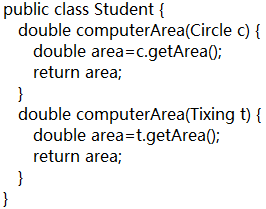 public class Student {
  double computerArea(Circle c) {
    double area=c.getArea();
    return area;
  }
  double computerArea(Tixing t) {
    double area=t.getArea();
    return area;
  }
}